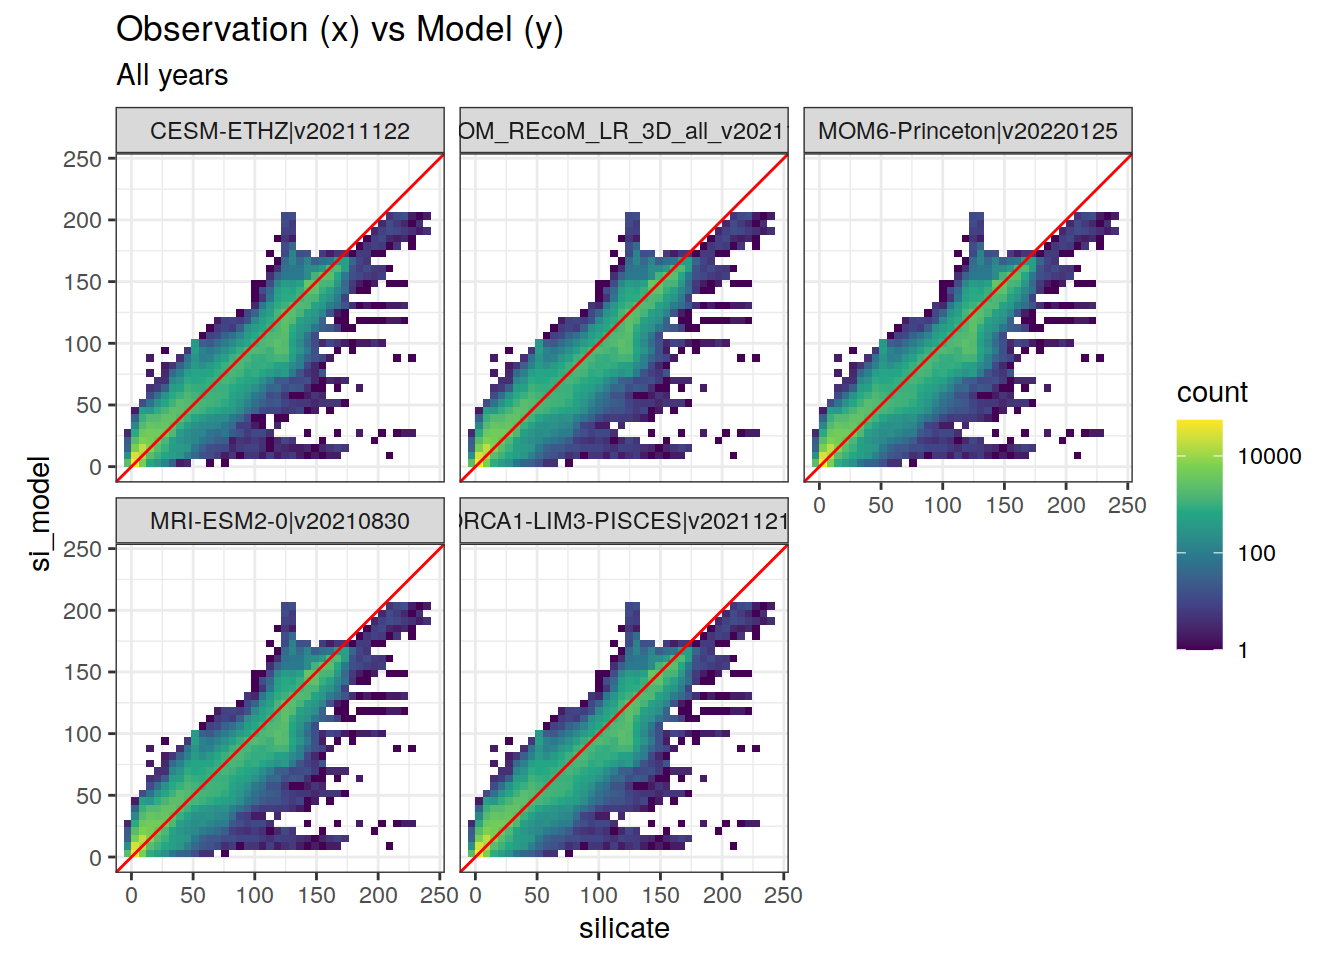 Observation (x) vs Model (y)
All years
CESM-ETHZ|v20211122
OM_REcoM_LR_3D_all_v2021
MOM6-Princeton|v20220125
250
200
150
100
50
0
0 50 100 150 200 250
MRI-ESM2-0|v20210830
ORCA1-LIM3-PISCES|v2021121
250
200
150
100
50
0
0 50 100 150 200 250
0 50 100 150 200 250
si_model
silicate
count
10000
100
1